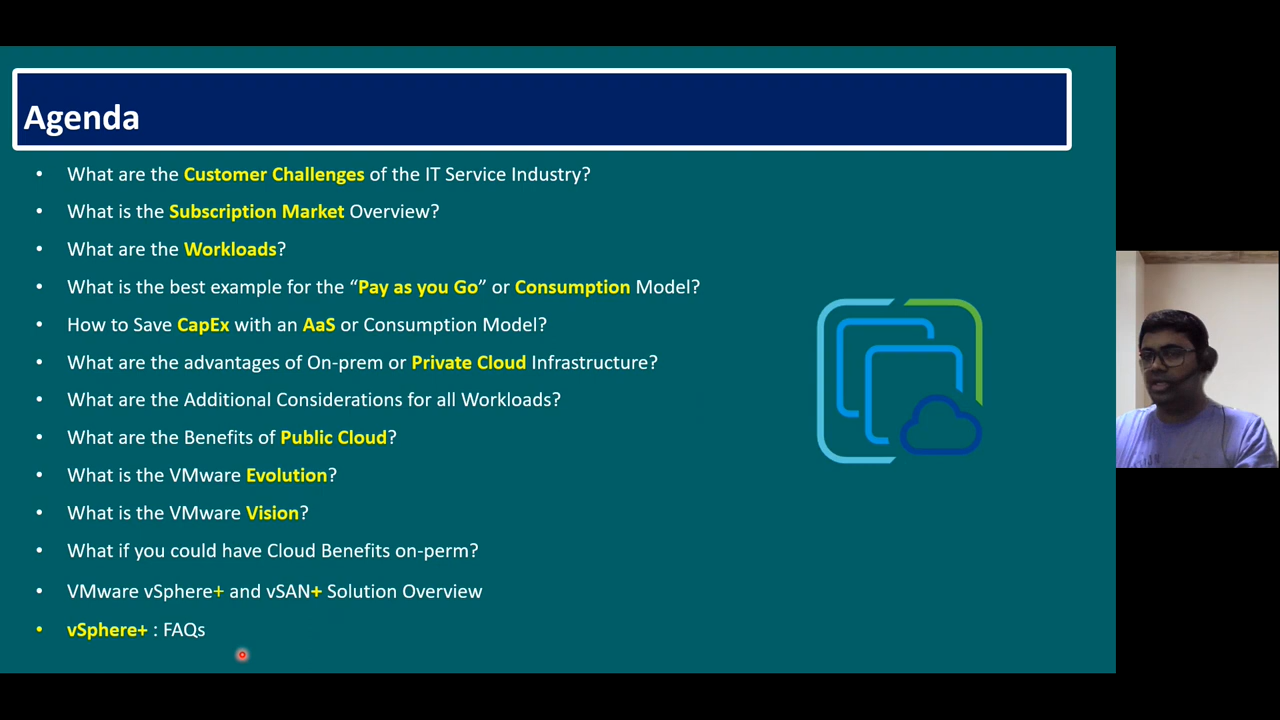 Agenda
• What are the Customer Challenges of the IT Service Industry?
• What is the Subscription Market Overview?
• What are the Workloads?
• What is the best example for the “Pay as you Go” or Consumption Model?
• How to Save CapEx with an AaS or Consumption Model?
• What are the advantages of On-prem or Private Cloud Infrastructure?
• What are the Additional Considerations for all Workloads?
• What are the Benefits of Public Cloud?
• What is the VMware Evolution?
• What is the VMware Vision?
• What if you could have Cloud Benefits on-perm?
• VMware vSphere+ and vSAN+ Solution Overview
• vSphere+ : FAQs